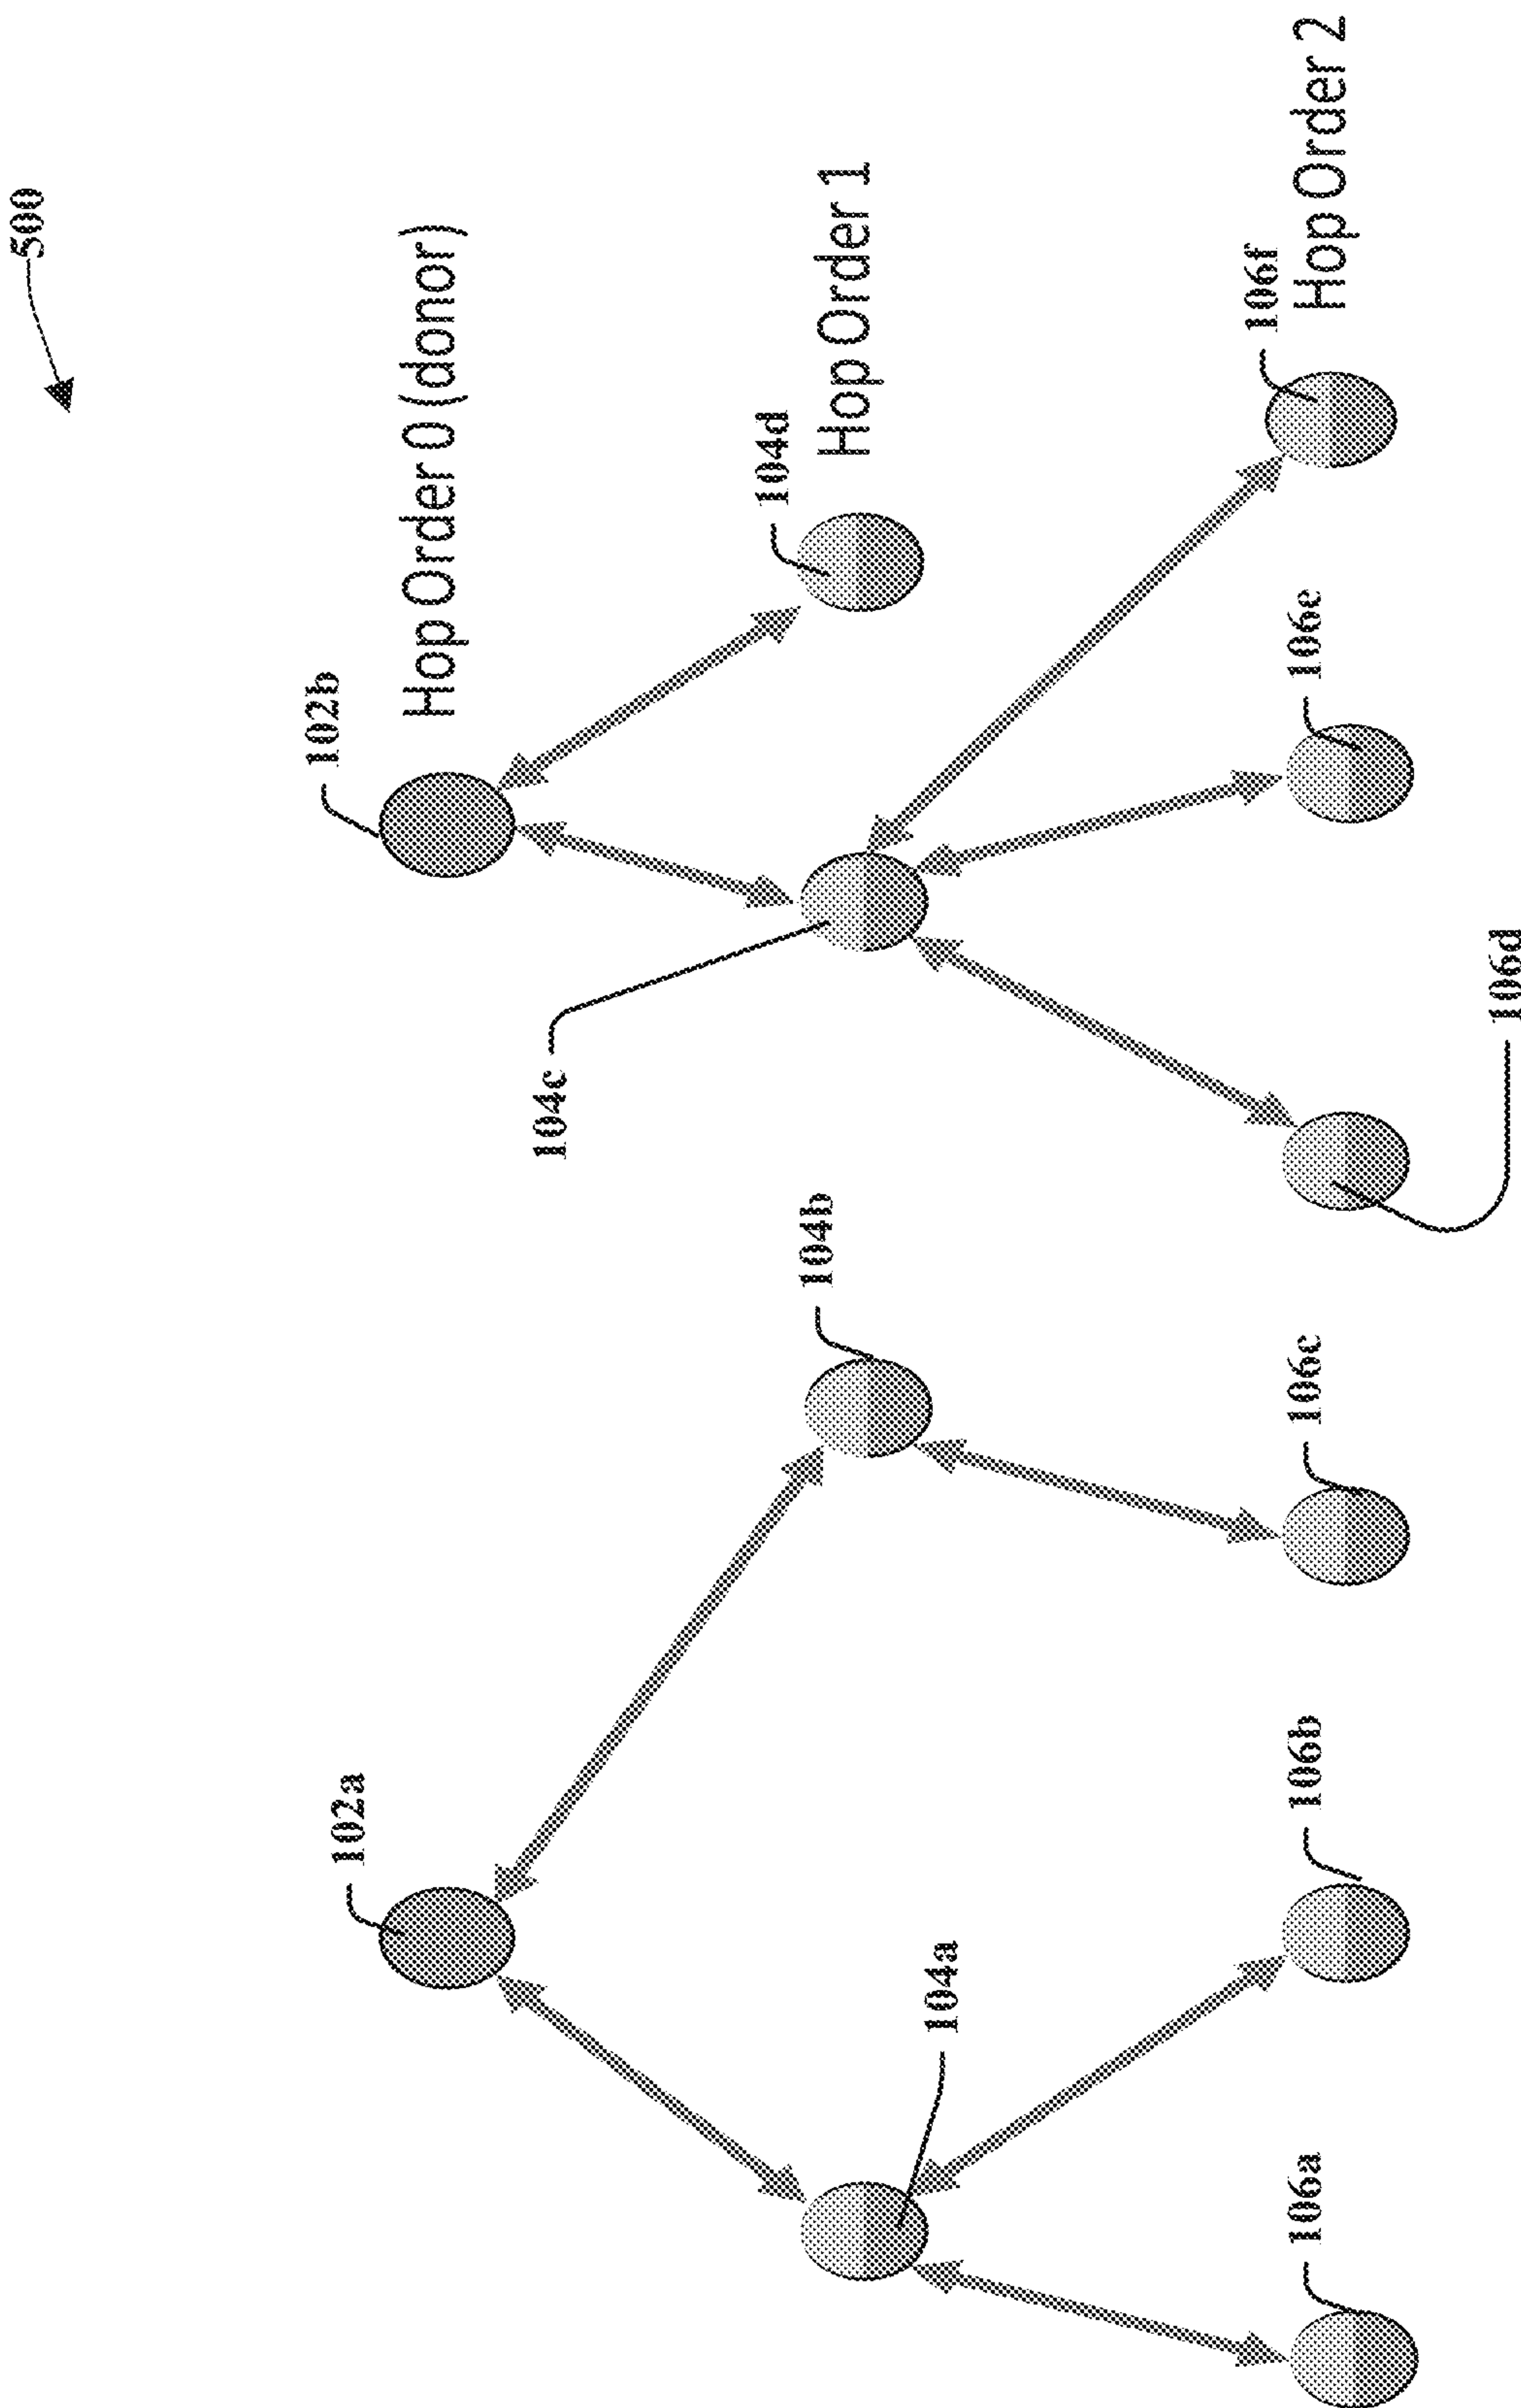 500
102a
102b
Hop Order 0 (donor)
104a
104b
104c
104d
Hop Order 1
106a
106b
106c
106d
106e
106f
Hop Order 2